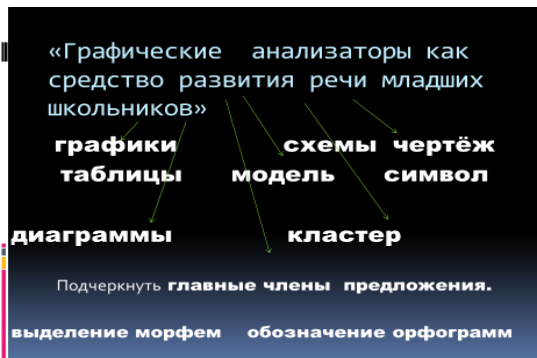 «Графические анализаторы как
средство развития речи младших
школьников»
графики схемы чертёж
таблицы модель символ
диаграммы кластер
Подчеркнуть главные члены предложения.
выделение морфем обозначение орфограмм